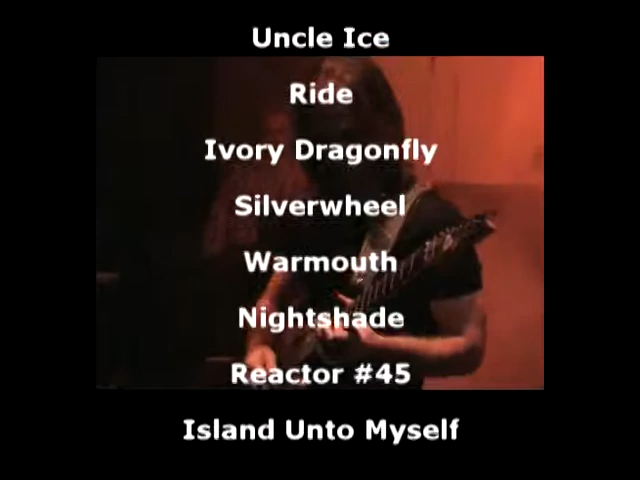 Uncle Ice
Ride
Ivory Dragonfly
Silverwheel
Warmouth
Nightshade
Reactor #45
Island Unto Myself